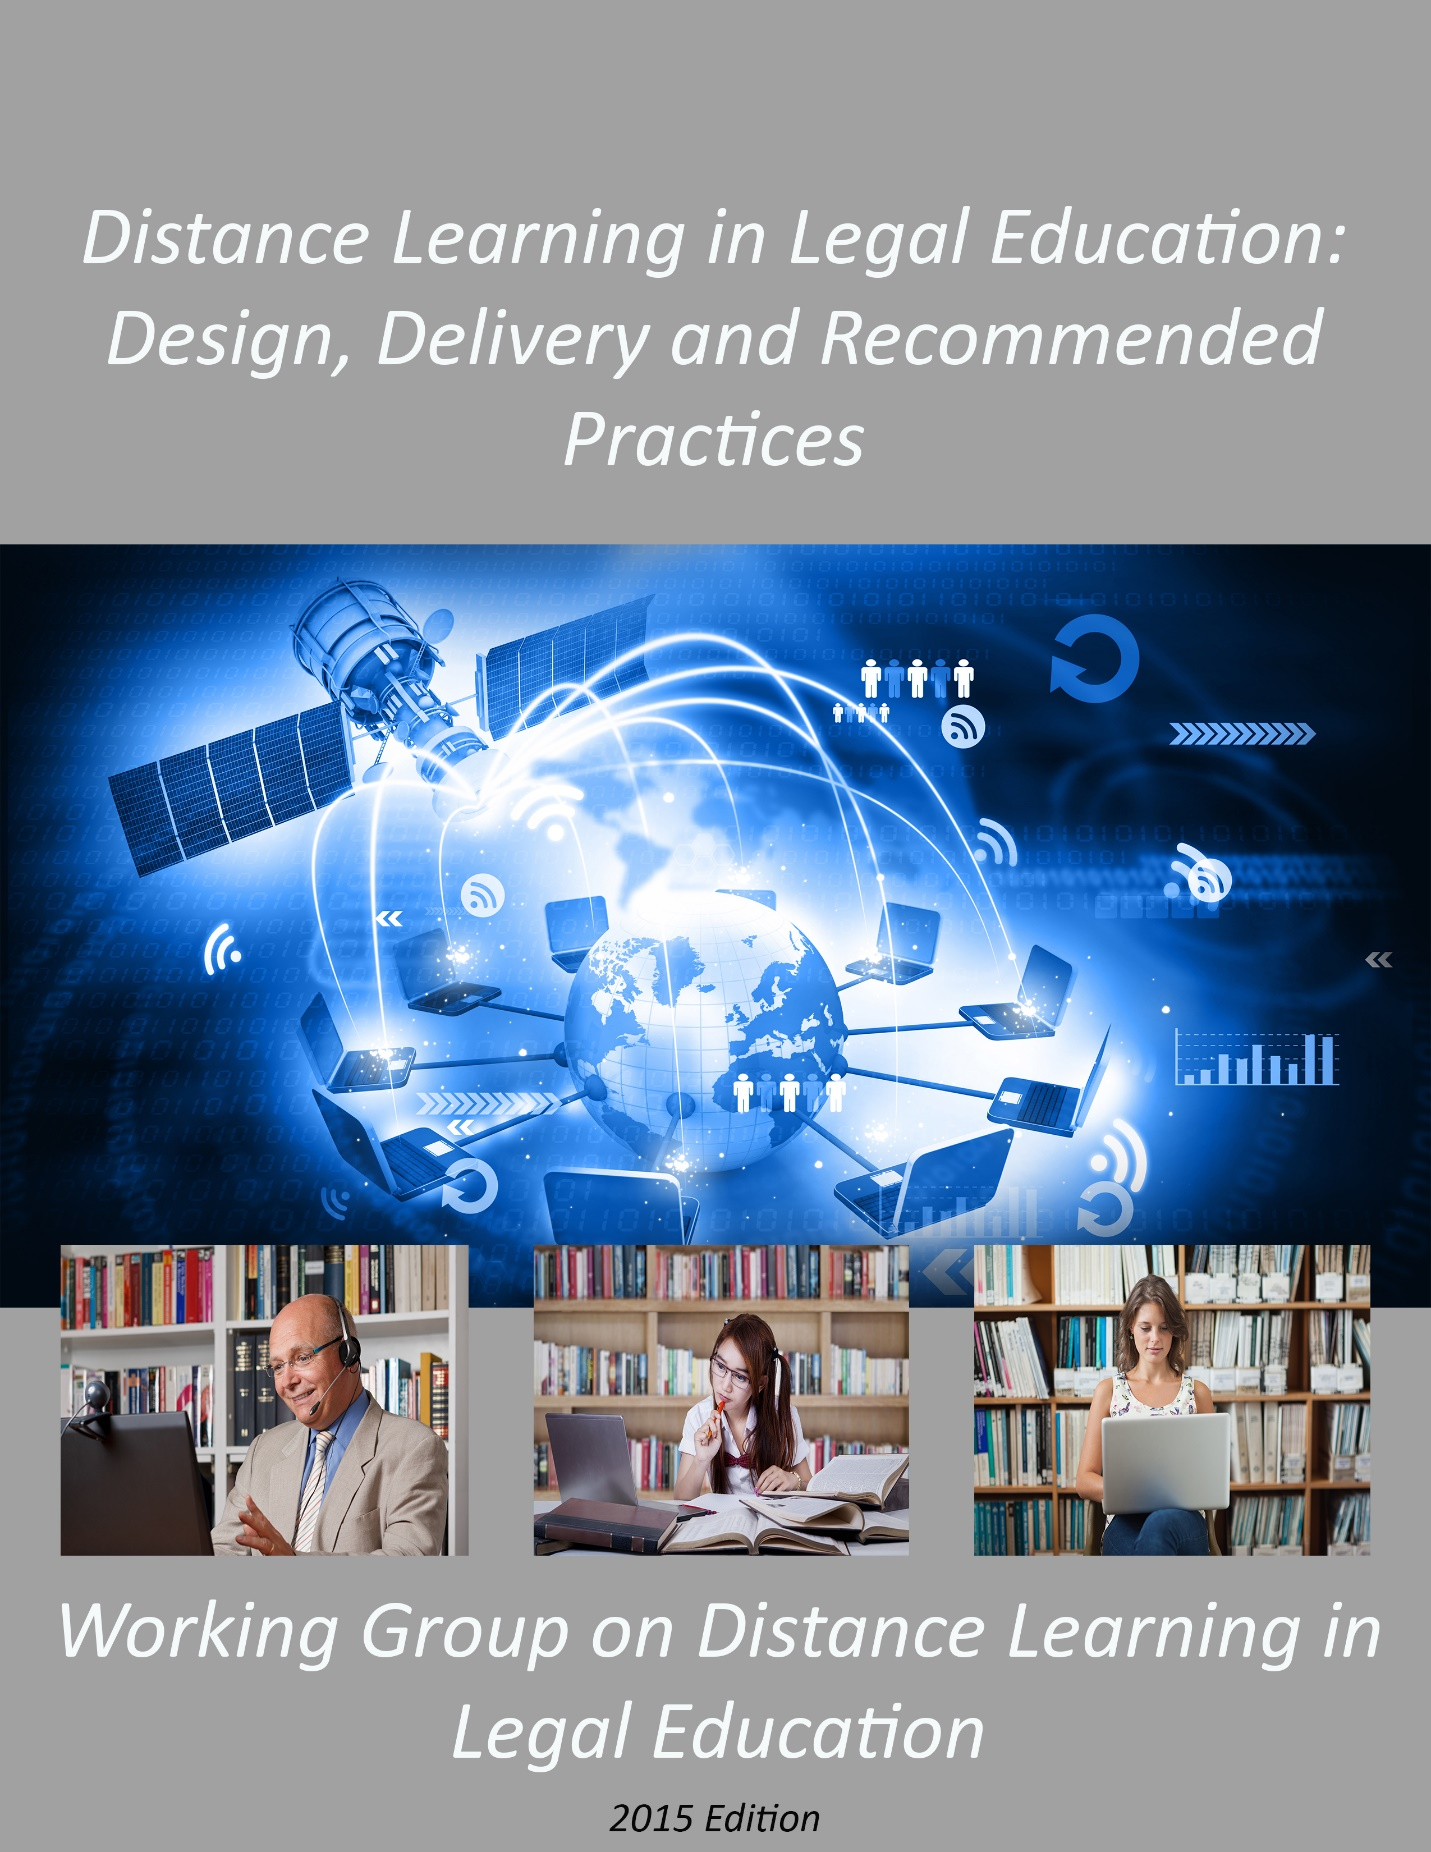 Distance Learning in Legal Education:
Design, Delivery and Recommended
Practices
Working Group on Distance Learning in
Legal Education
2015 Edition